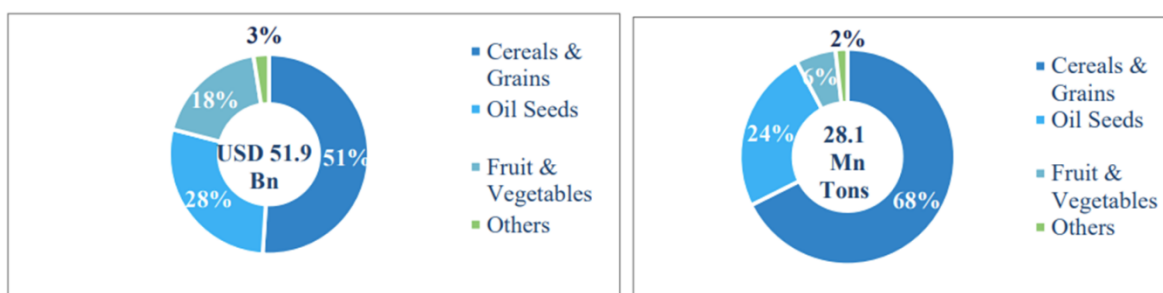 3%
18%
USD 51.9
Bn
51%
28%
Cereals &
Grains
Oil Seeds
Fruit &
Vegetables
Others
2%
6%
24%
28.1
Mn
Tons
68%
Cereals &
Grains
Oil Seeds
Fruit &
Vegetables
Others